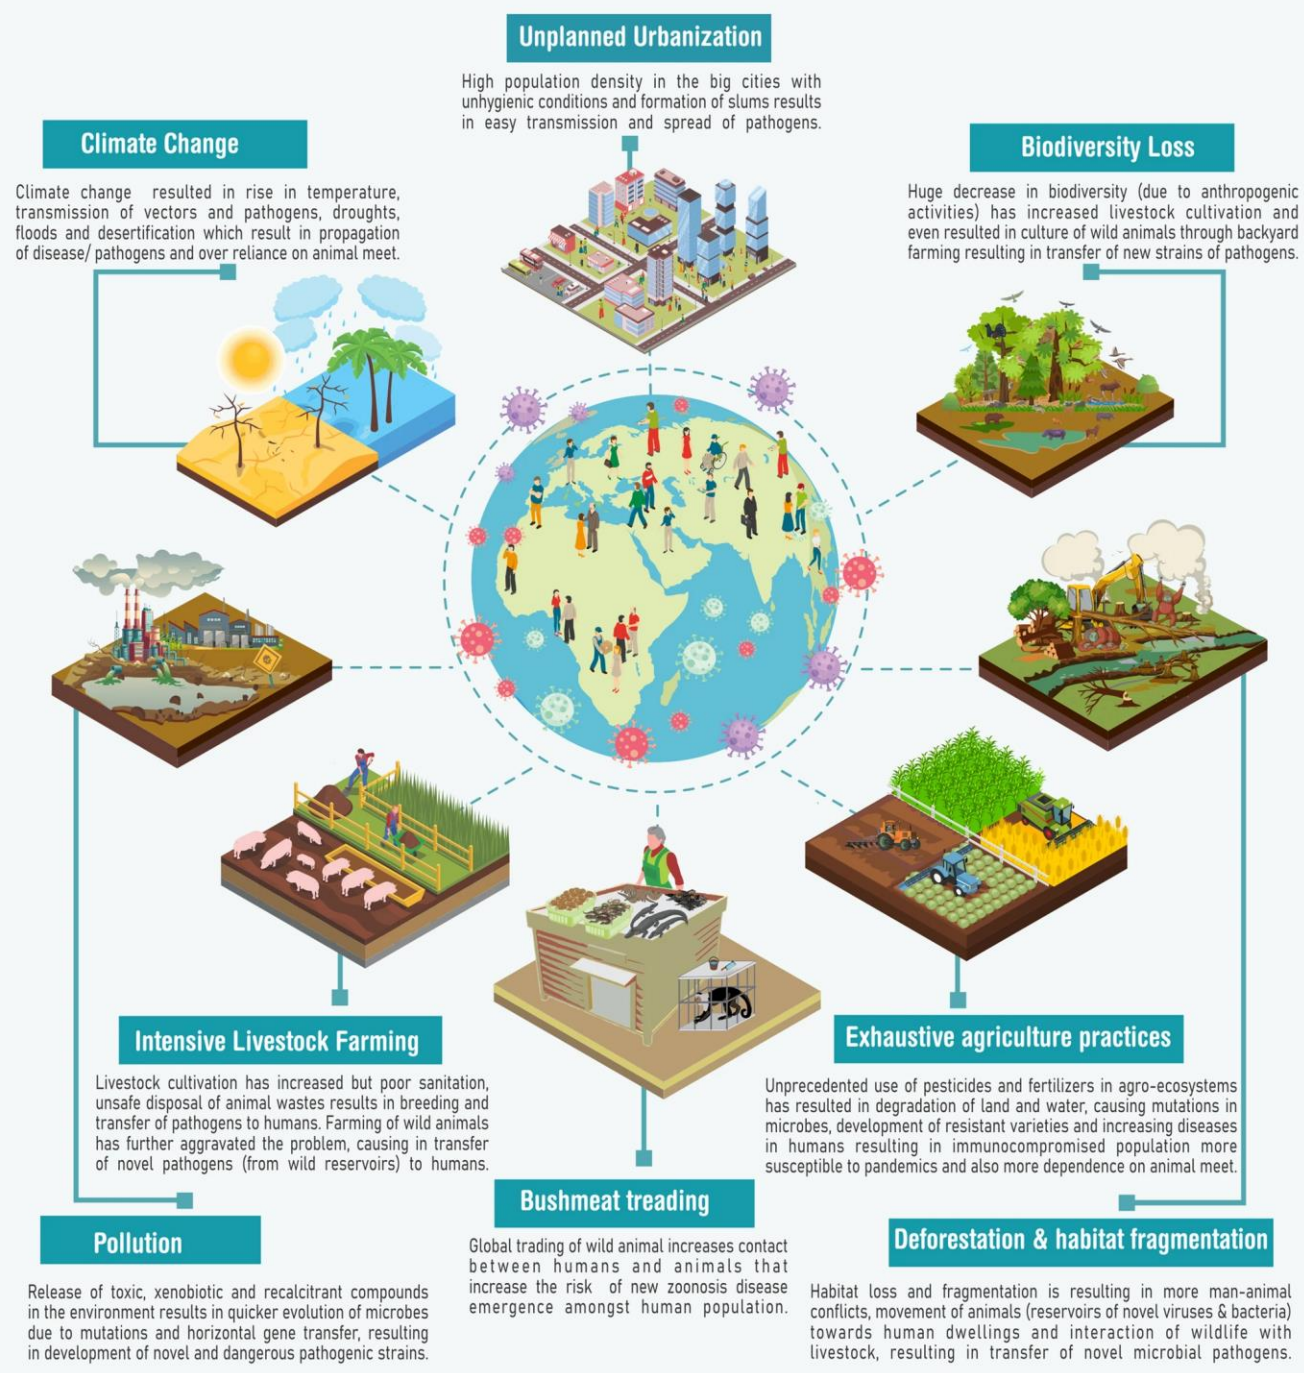 Unplanned Urbanization
High population density in the big cities with
unhygienic conditions and formation of slums results
in easy transmission and spread of pathogens.
Climate Change
Climate change resulted in rise in temperature,
transmission of vectors and pathogens, droughts,
floods and desertification which result in propagation
of disease/ pathogens and over reliance on animal meet.
Biodiversity Loss
Huge decrease in biodiversity (due to anthropogenic
activities) has increased livestock cultivation and
even resulted in culture of wild animals through backyard
farming resulting in transfer of new strains of pathogens.
Intensive Livestock Farming
Livestock cultivation has increased but poor sanitation,
unsafe disposal of animal wastes results in breeding and
transfer of pathogens to humans. Farming of wild animals
has further aggravated the problem, causing in transfer
of novel pathogens (from wild reservoirs) to humans.
Exhaustive agriculture practices
Unprecedented use of pesticides and fertilizers in agro-ecosystems
has resulted in degradation of land and water, causing mutations in
microbes, development of resistant varieties and increasing diseases
in humans resulting in immunocompromised population more
susceptible to pandemics and also more dependence on animal meet.
Pollution
Release of toxic, xenobiotic and recalcitrant compounds
in the environment results in quicker evolution of microbes
due to mutations and horizontal gene transfer, resulting
in development of novel and dangerous pathogenic strains.
Bushmeat treading
Global trading of wild animal increases contact
between humans and animals that
increase the risk of new zoonosis disease
emergence amongst human population.
Deforestation & habitat fragmentation
Habitat loss and fragmentation is resulting in more man-animal
conflicts, movement of animals (reservoirs of novel viruses & bacteria)
towards human dwellings and interaction of wildlife with
livestock, resulting in transfer of novel microbial pathogens.